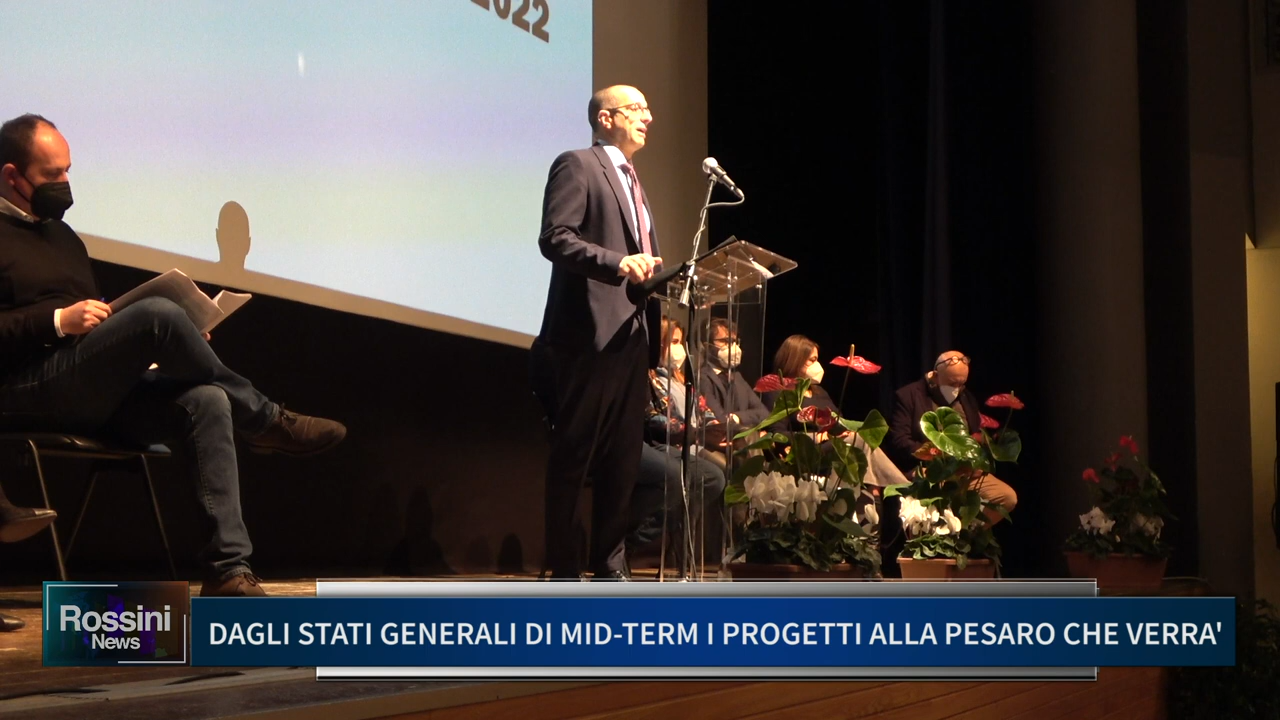 2022
Rossini
News
DAGLI STATI GENERALI DI MID-TERM I PROGETTI ALLA PESARO CHE VERRA'